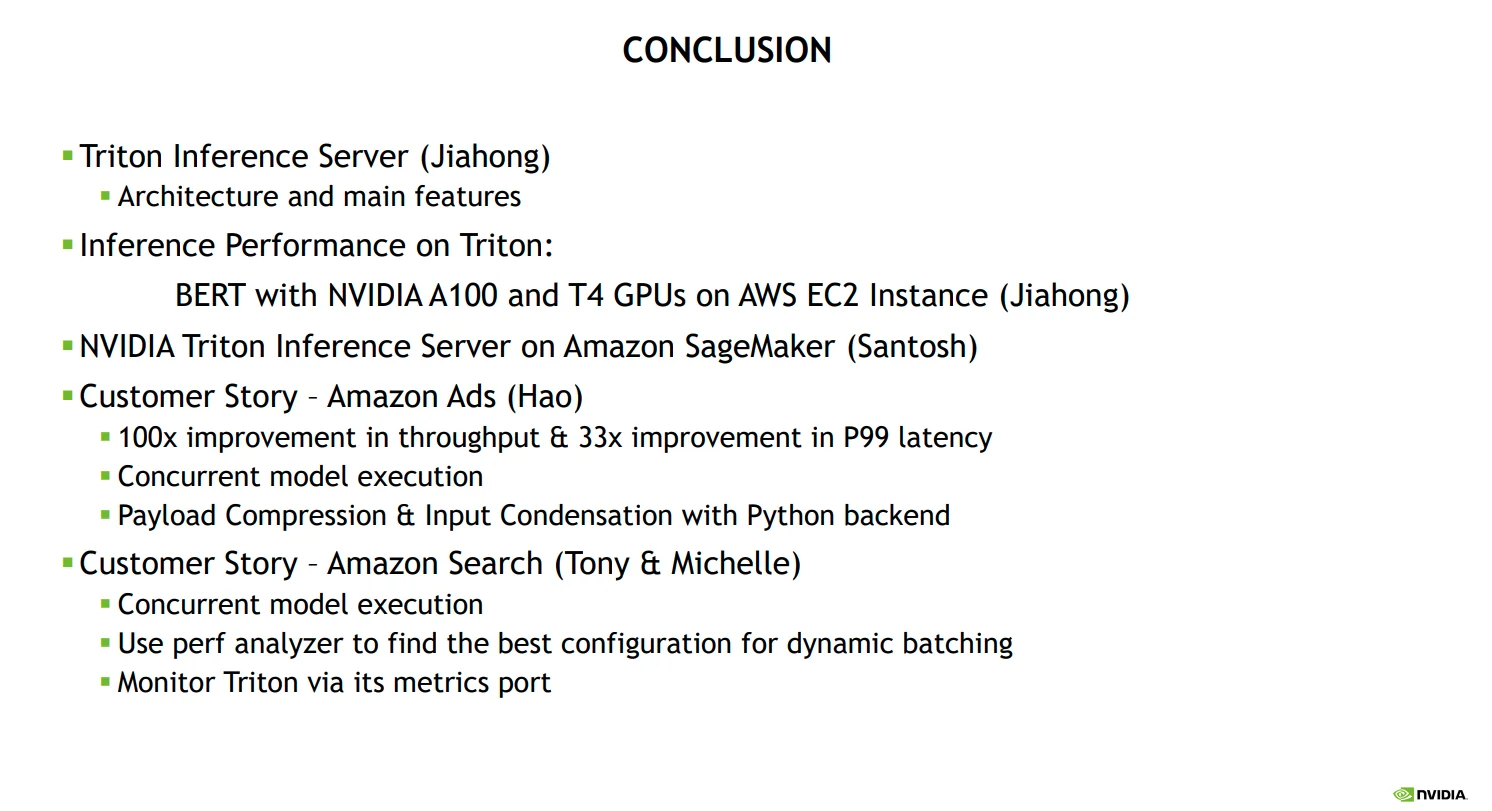 CONCLUSION
▪ Triton Inference Server (Jiahong)
▪ Architecture and main features
▪ Inference Performance on Triton:
BERT with NVIDIA A100 and T4 GPUs on AWS EC2 Instance (Jiahong)
▪ NVIDIA Triton Inference Server on Amazon SageMaker (Santosh)
▪ Customer Story – Amazon Ads (Hao)
▪ 100x improvement in throughput & 33x improvement in P99 latency
▪ Concurrent model execution
▪ Payload Compression & Input Condensation with Python backend
▪ Customer Story – Amazon Search (Tony & Michelle)
▪ Concurrent model execution
▪ Use perf analyzer to find the best configuration for dynamic batching
▪ Monitor Triton via its metrics port
NVIDIA.